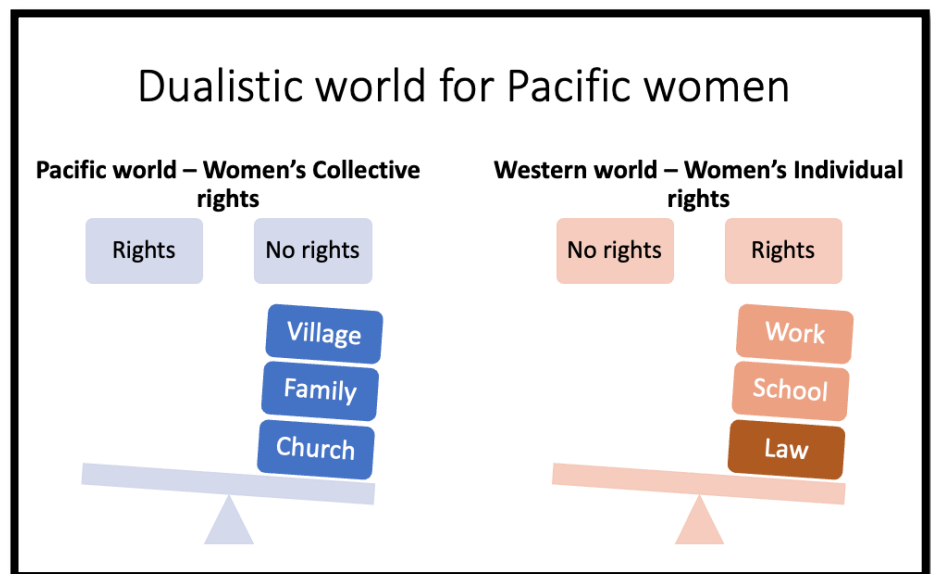 Dualistic world for Pacific women
Pacific world – Women’s Collective
rights
Rights
No rights
Village
Family
Church
Western world – Women’s Individual
rights
No rights
Rights
Work
School
Law